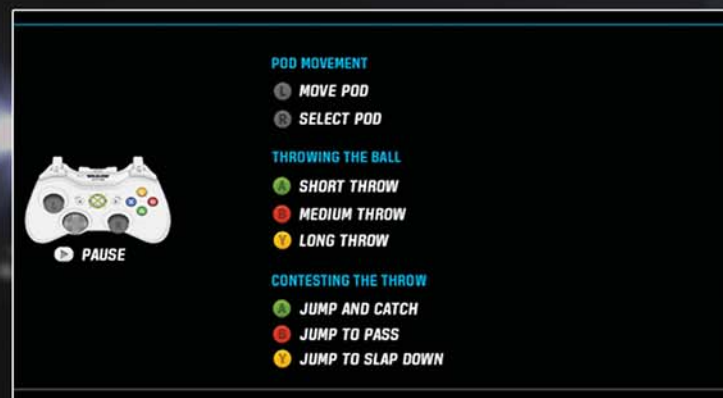 POD MOVEMENT
L MOVE POD
R SELECT POD
THROWING THE BALL
A SHORT THROW
B MEDIUM THROW
Y LONG THROW
PAUSE
CONTESTING THE THROW
A JUMP AND CATCH
B JUMP TO PASS
Y JUMP TO SLAP DOWN